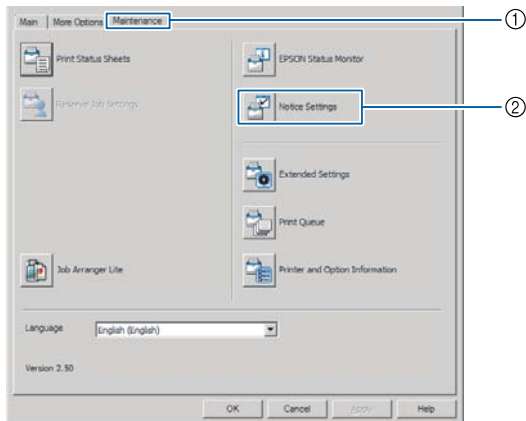 Main More Options Maintenance
①
Print Status Sheets
EPSON Status Monitor
Reserve Job Settings
Notice Settings
②
Extended Settings
Print Queue
Job Arranger Lite
Printer and Option Information
Language English (English)
Version 2.50
OK Cancel Apply Help